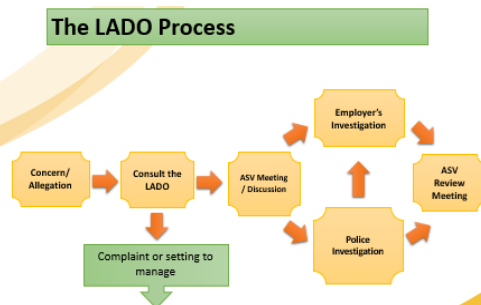 The LADO Process
Employer's
Investigation
Concern/
Allegation
Consult the
LADO
ASV Meeting
/ Discussion
ASV
Review
Meeting
Police
Investigation
Complaint or setting to
manage